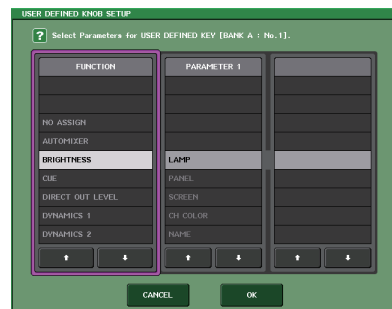 USER DEFINED KNOB SETUP
? Select Parameters for USER DEFINED KEY [BANK A : No.1].
FUNCTION
PARAMETER 1
NO ASSIGN
AUTOMIXER
BRIGHTNESS
LAMP
CUE
PANEL
DIRECT OUT LEVEL
SCREEN
DYNAMICS 1
CH COLOR
DYNAMICS 2
NAME
CANCEL
OK